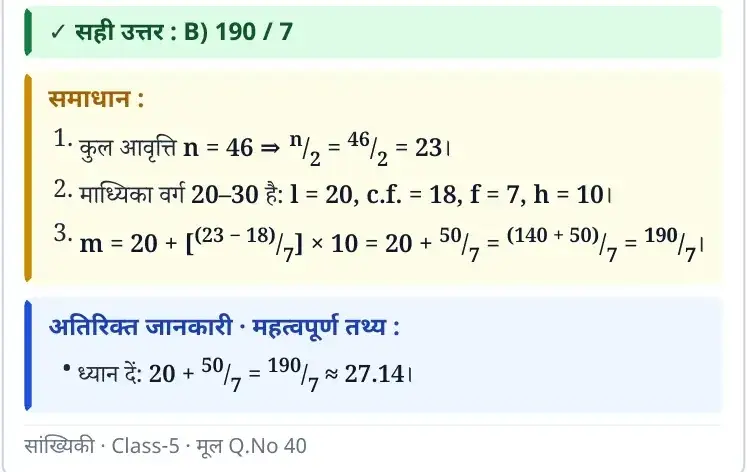 ✓ सही उत्तर : B) 190 / 7
समाधान :
1. कुल आवृत्ति n = 46 ⇒ n/2 = 46/2 = 23।
2. माध्यिका वर्ग 20–30 है: l = 20, c.f. = 18, f = 7, h = 10।
3. m = 20 + [(23 − 18)/7] × 10 = 20 + 50/7 = (140 + 50)/7 = 190/7।
अतिरिक्त जानकारी · महत्वपूर्ण तथ्य :
• ध्यान दें: 20 + 50/7 = 190/7 ≈ 27.14।
सांख्यिकी · Class-5 · मूल Q.No 40